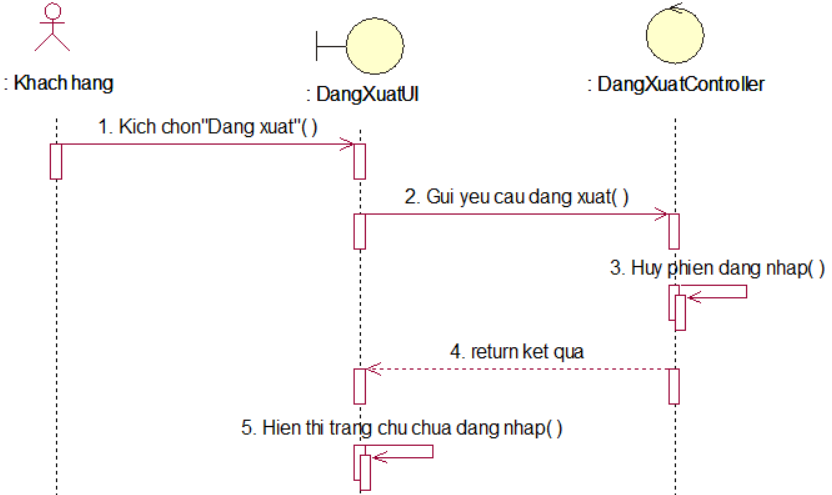 : Khach hang
: DangXuatUI
: DangXuatController
1. Kich chon"Dang xuat"( )
2. Gui yeu cau dang xuat( )
3. Huy phien dang nhap( )
4. return ket qua
5. Hien thi trang chu chua dang nhap( )